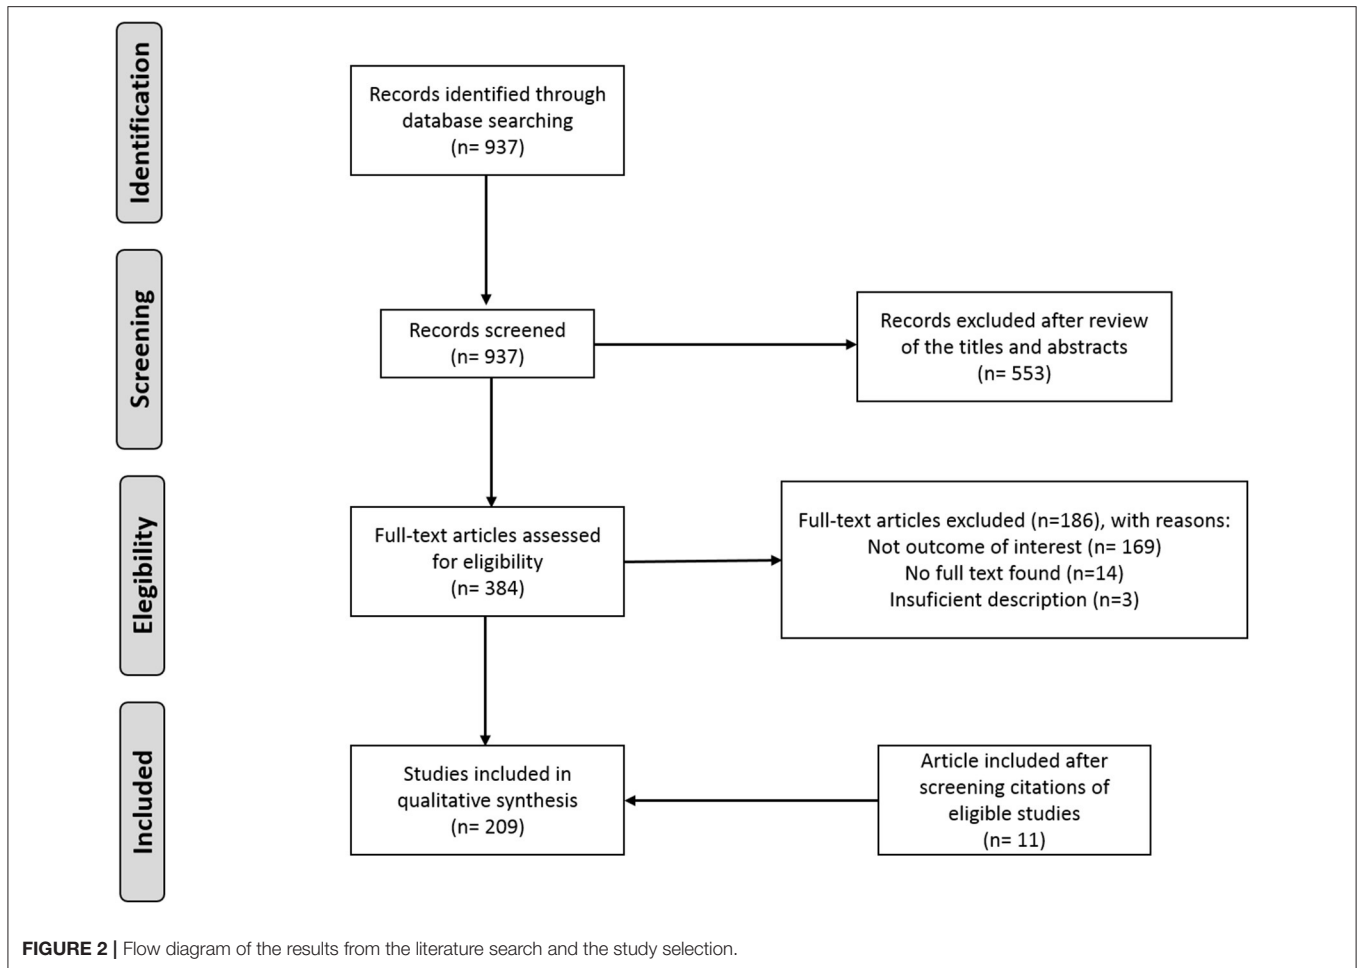 Identification
Records identified through
database searching
(n= 937)
Screening
Records screened
(n= 937)
Records excluded after review
of the titles and abstracts
(n= 553)
Elegibility
Full-text articles assessed
for eligibility
(n= 384)
Full-text articles excluded (n=186), with reasons:
Not outcome of interest (n= 169)
No full text found (n=14)
Insuficient description (n=3)
Included
Studies included in
qualitative synthesis
(n= 209)
Article included after
screening citations of
eligible studies
(n= 11)
FIGURE 2 | Flow diagram of the results from the literature search and the study selection.